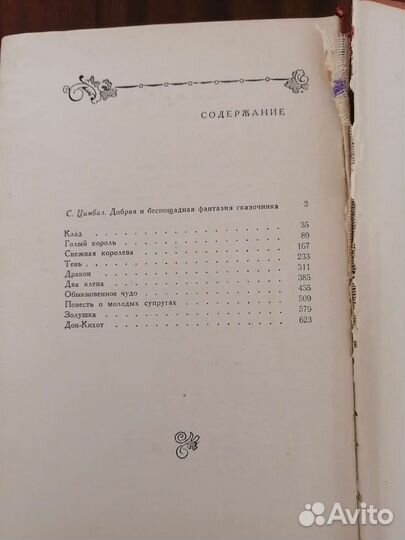 СОДЕРЖАНИЕ
С. Цимбал. Добрая и беспощадная фантазия сказочника 3
Клад . . . . . . . . . . 35
Голый король . . . . . . . . . . 89
Снежная королева . . . . . . . . . . 167
Тень . . . . . . . . . . 233
Дракон . . . . . . . . . . 311
Два клена . . . . . . . . . . 385
Обыкновенное чудо . . . . . . . . . . 435
Повесть о молодых супругах . . . . . . . . . . 509
Золушка . . . . . . . . . . 579
Дон-Кихот . . . . . . . . . . 623
Avito